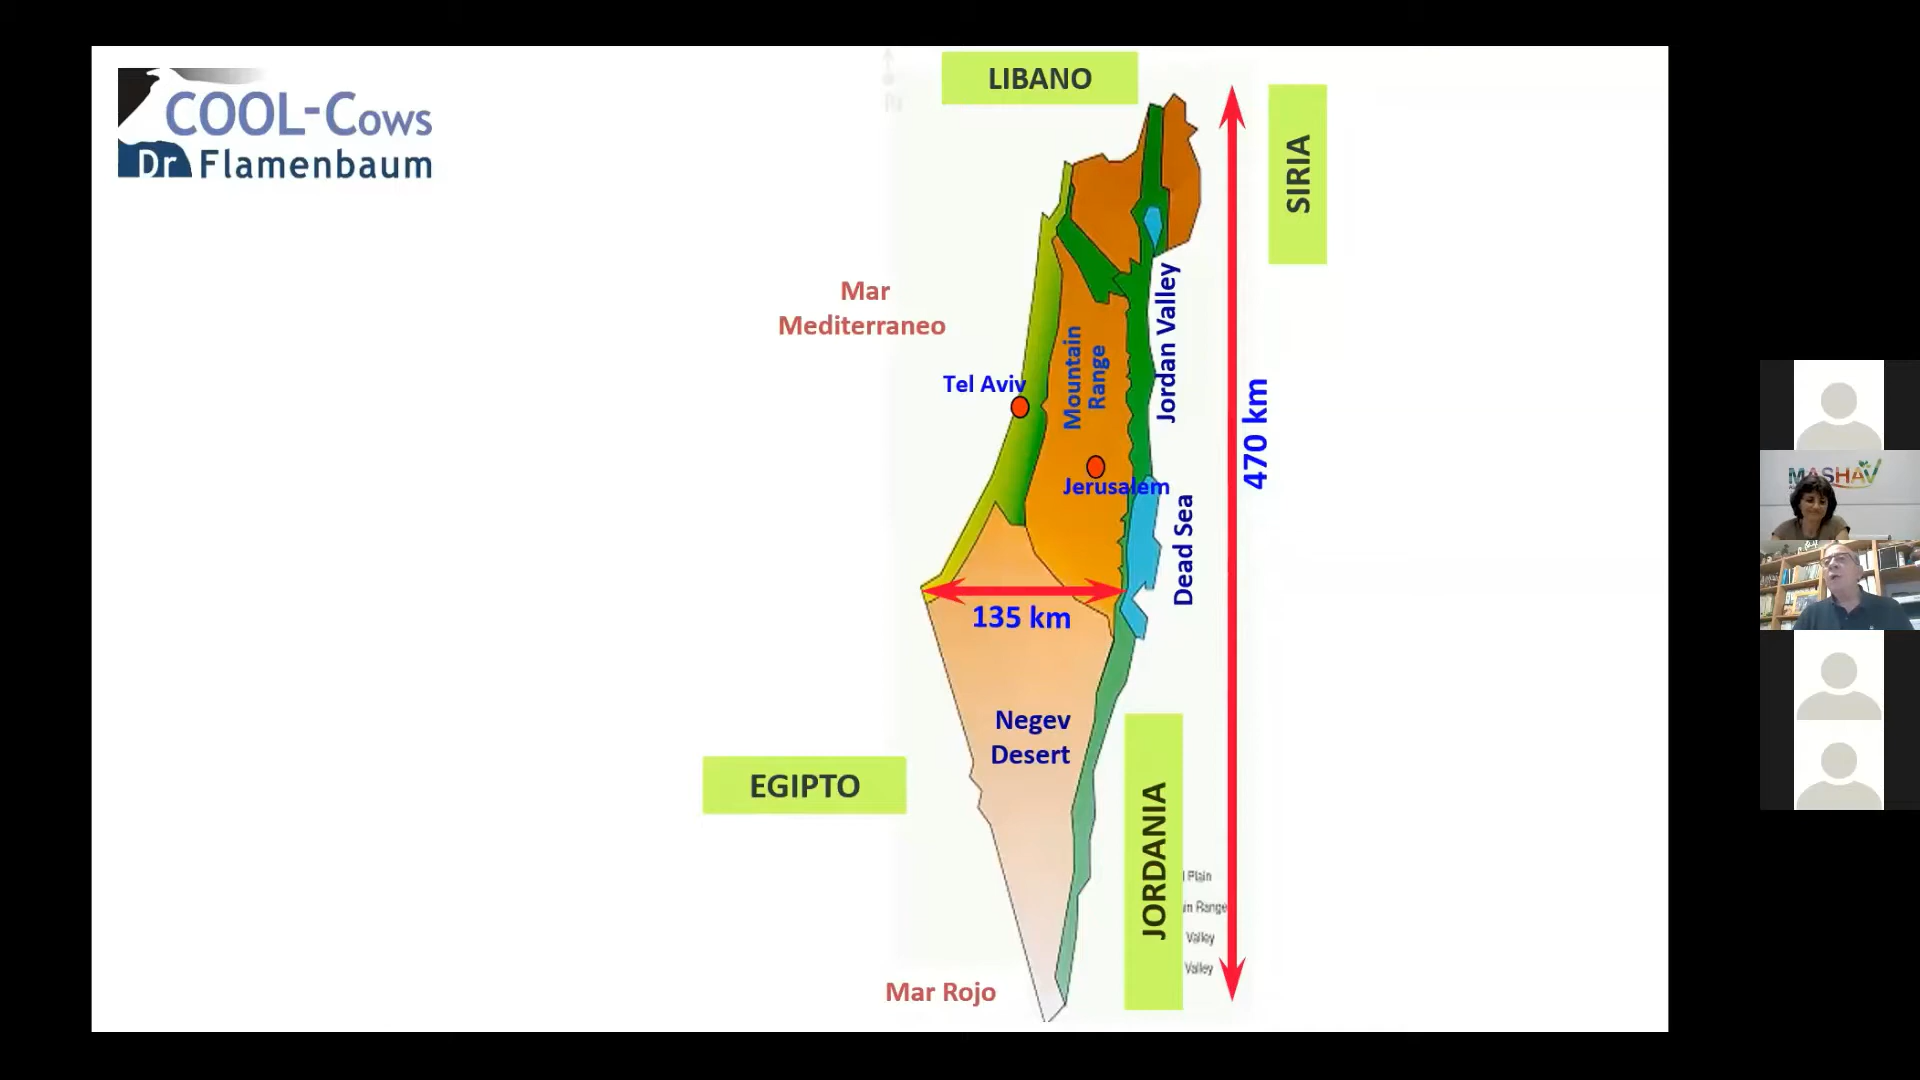 COOL-Cows
Dr Flamenbaum
LIBANO
SIRIA
Mar
Mediterraneo
Tel Aviv
Mountain
Range
Jordan Valley
470 km
Jerusalem
Dead Sea
135 km
Negev
Desert
EGIPTO
JORDANIA
Plain
Range
Valley
Valley
Mar Rojo
MASHAV